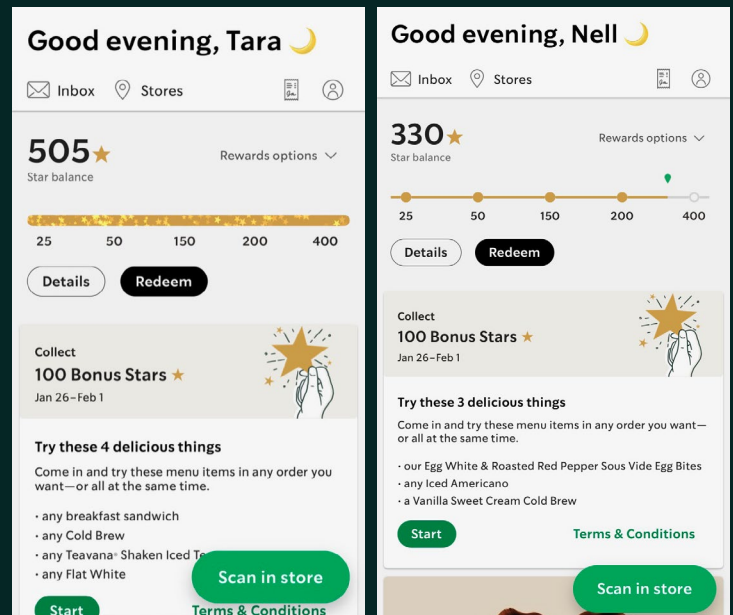 Good evening, Tara
Inbox
Stores
505
Rewards options
Star balance
25 50 150 200 400
Details
Redeem
Collect
100 Bonus Stars
Jan 26–Feb 1
Try these 4 delicious things
Come in and try these menu items in any order you
want—or all at the same time.
· any breakfast sandwich
· any Cold Brew
· any Teavana® Shaken Iced
· any Flat White
Scan in store
Start
Terms & Conditions
Good evening, Nell
Inbox
Stores
330
Rewards options
Star balance
25 50 150 200 400
Details
Redeem
Collect
100 Bonus Stars
Jan 26–Feb 1
Try these 3 delicious things
Come in and try these menu items in any order you want—
or all at the same time.
· our Egg White & Roasted Red Pepper Sous Vide Egg Bites
· any Iced Americano
· a Vanilla Sweet Cream Cold Brew
Start
Terms & Conditions
Scan in store